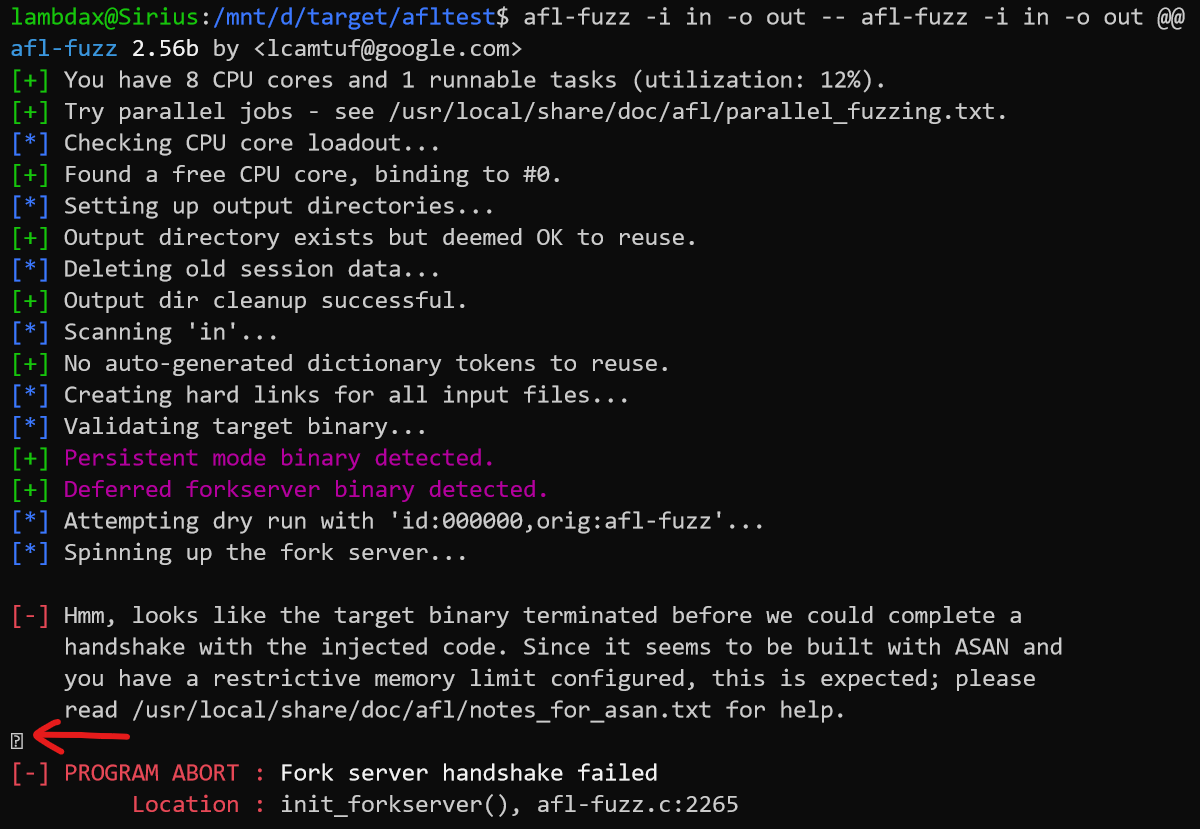 lambdax@Sirius:/mnt/d/target/afltest$ afl-fuzz -i in -o out -- afl-fuzz -i in -o out @@
afl-fuzz 2.56b by <lcamtuf@google.com>
[+] You have 8 CPU cores and 1 runnable tasks (utilization: 12%).
[+] Try parallel jobs - see /usr/local/share/doc/afl/parallel_fuzzing.txt.
[*] Checking CPU core loadout...
[+] Found a free CPU core, binding to #0.
[*] Setting up output directories...
[+] Output directory exists but deemed OK to reuse.
[*] Deleting old session data...
[+] Output dir cleanup successful.
[*] Scanning 'in'...
[+] No auto-generated dictionary tokens to reuse.
[*] Creating hard links for all input files...
[*] Validating target binary...
[+] Persistent mode binary detected.
[+] Deferred forkserver binary detected.
[*] Attempting dry run with 'id:000000,orig:afl-fuzz'...
[*] Spinning up the fork server...
[-] Hmm, looks like the target binary terminated before we could complete a
handshake with the injected code. Since it seems to be built with ASAN and
you have a restrictive memory limit configured, this is expected; please
read /usr/local/share/doc/afl/notes_for_asan.txt for help.
[-] PROGRAM ABORT : Fork server handshake failed
Location : init_forkserver(), afl-fuzz.c:2265